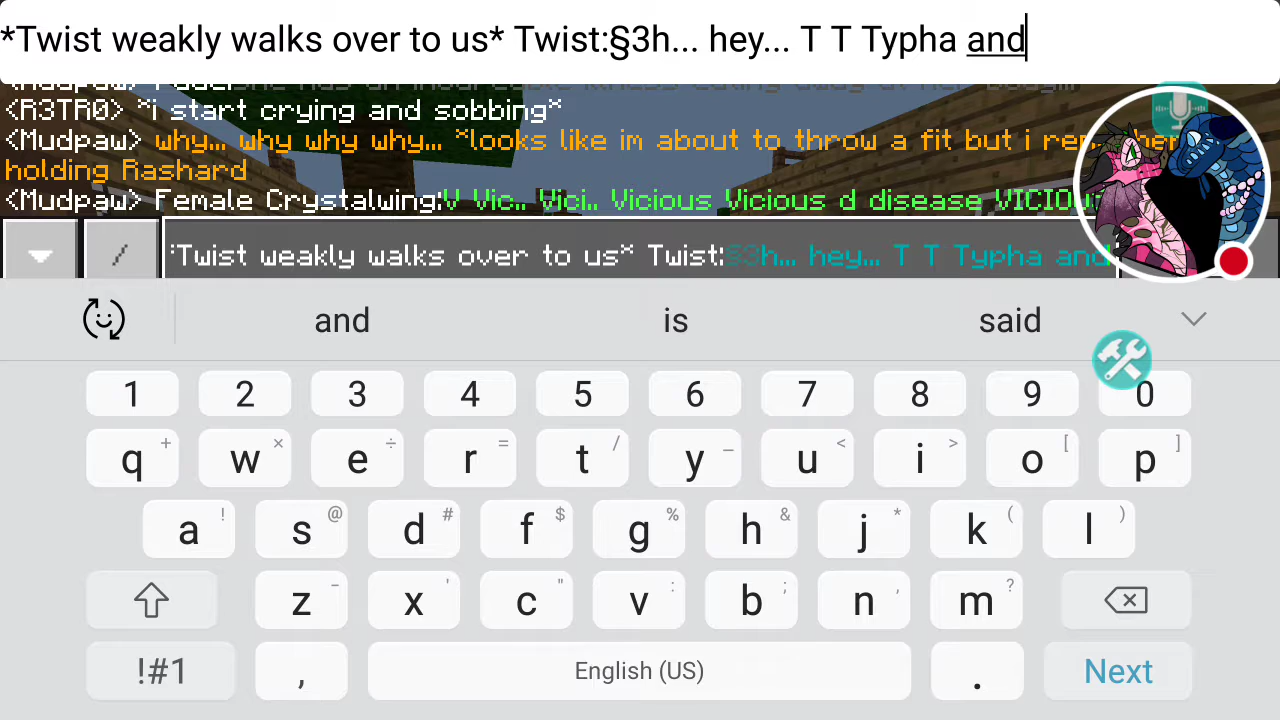 *Twist weakly walks over to us* Twist:§3h... hey... T T Typha and
<R3TR0> *i start crying and sobbing*
<Mudpaw> why... why why why... *looks like im about to throw a fit but i
holding Rashard
<Mudpaw> Female Crystalwing:V Vic.. Vici.. Vicious Vicious d disease
/ *Twist weakly walks over to us* Twist:§3h... hey... T T Typha and
and is said
1 2 3 4 5 6 7 8 9 0
q + w × e ÷ r = t / y _ u < i > o [ p ]
a ! s @ d # f $ g % h & j * k ( l )
z - x ' c " v : b ; n , m ?
!#1 , English (US) . Next